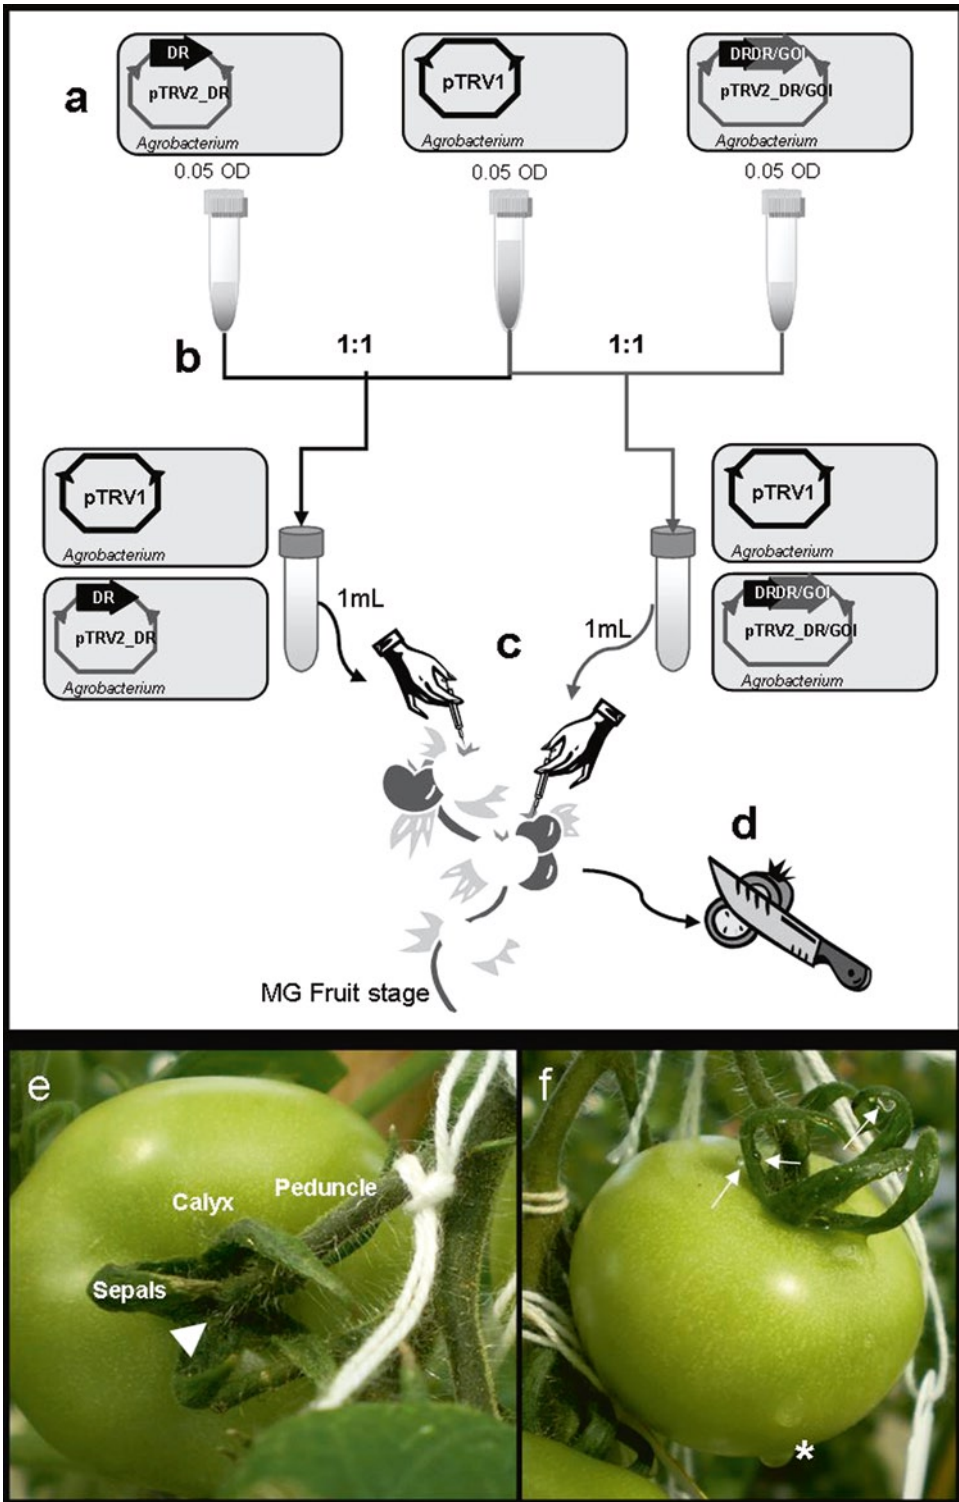 a
DR
pTRV2_DR
Agrobacterium
0.05 OD
pTRV1
Agrobacterium
0.05 OD
DRDR/GOI
pTRV2_DR/GOI
Agrobacterium
0.05 OD
b
1:1
1:1
pTRV1
Agrobacterium
DR
pTRV2_DR
Agrobacterium
1mL
c
1mL
pTRV1
Agrobacterium
DRDR/GOI
pTRV2_DR/GOI
Agrobacterium
d
MG Fruit stage
e
Peduncle
Calyx
Sepals
f
*